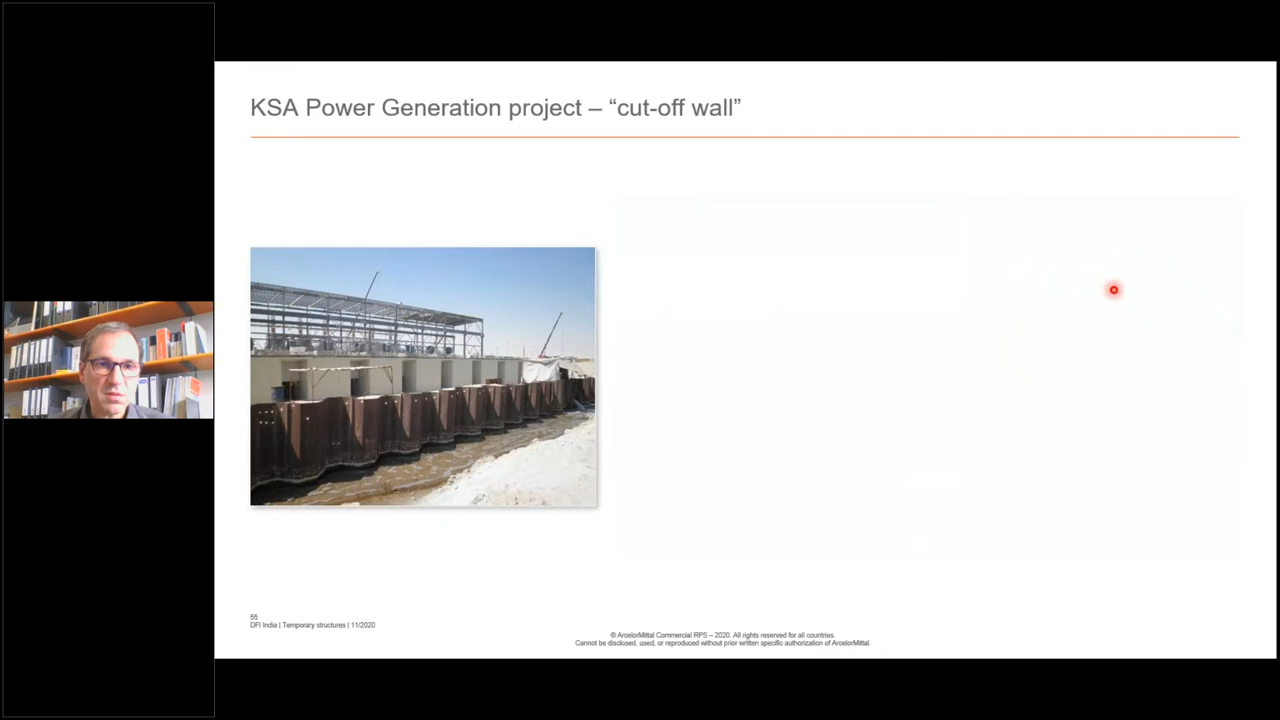 KSA Power Generation project – “cut-off wall”
55
DFI India | Temporary structures | 11/2020
© ArcelorMittal Commercial RPS – 2020. All rights reserved for all countries.
Cannot be disclosed, used, or reproduced without prior written specific authorization of ArcelorMittal.